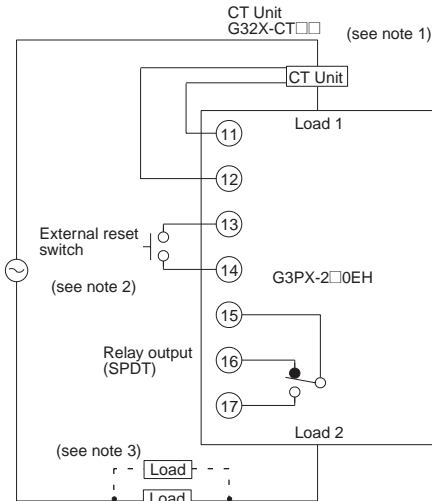 CT Unit
G32X-CT□□
(see note 1)
CT Unit
Load 1
11
12
13
External reset
switch
14
(see note 2)
G3PX-2□0EH
15
Relay output
(SPDT)
16
17
Load 2
(see note 3)
Load
Load